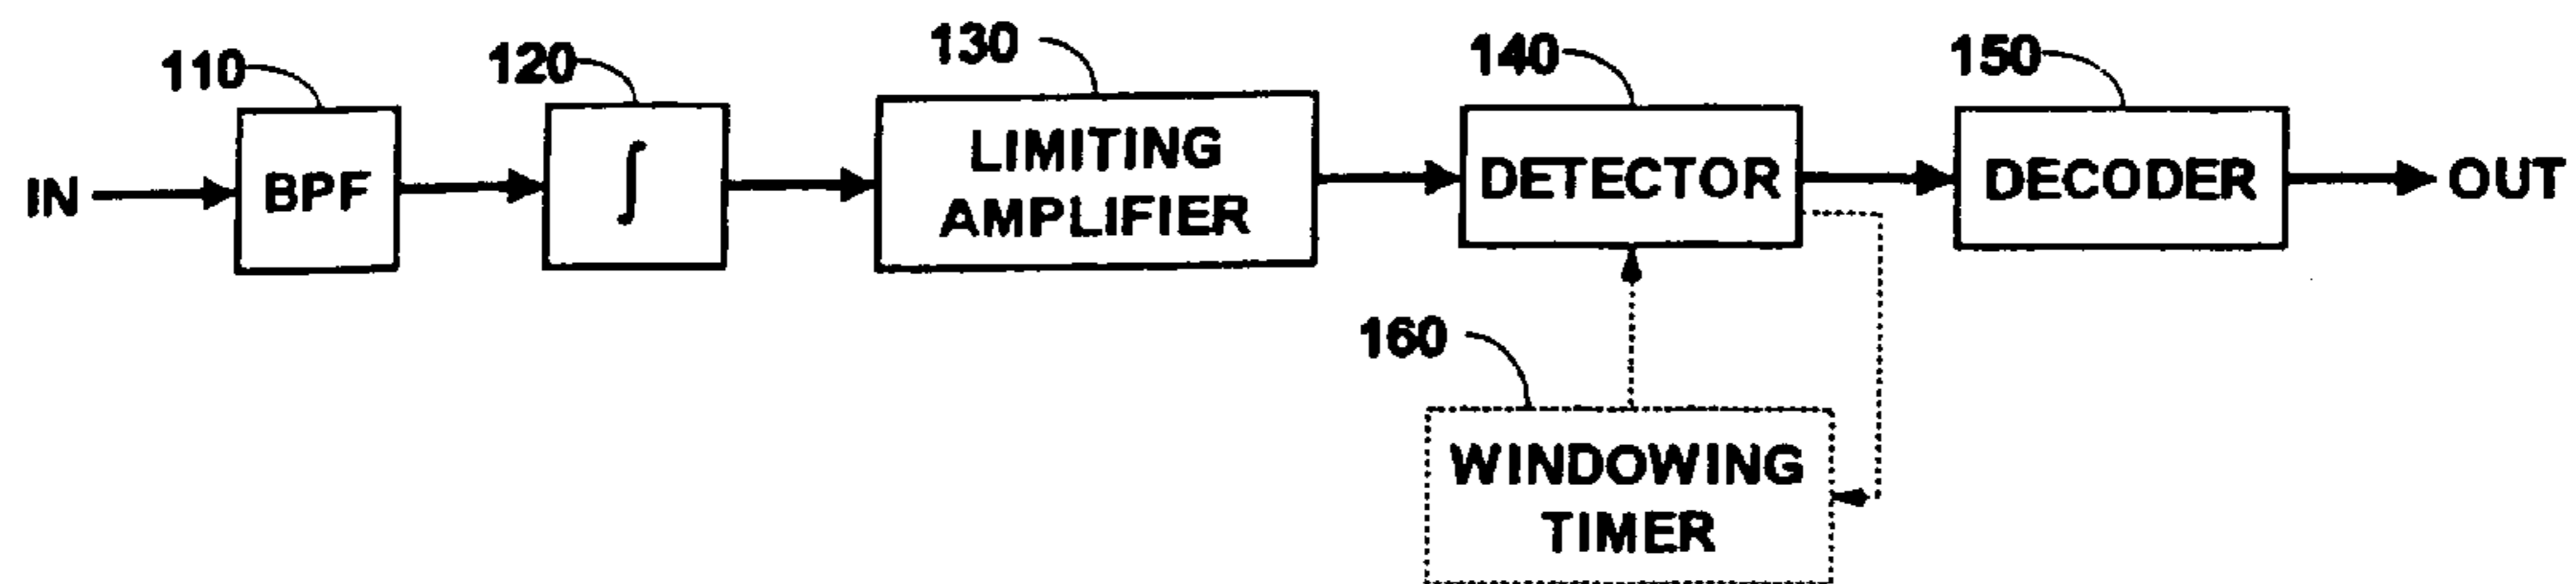 110
120
130
140
150
IN
BPF
∫
LIMITING
AMPLIFIER
DETECTOR
DECODER
OUT
160
WINDOWING
TIMER